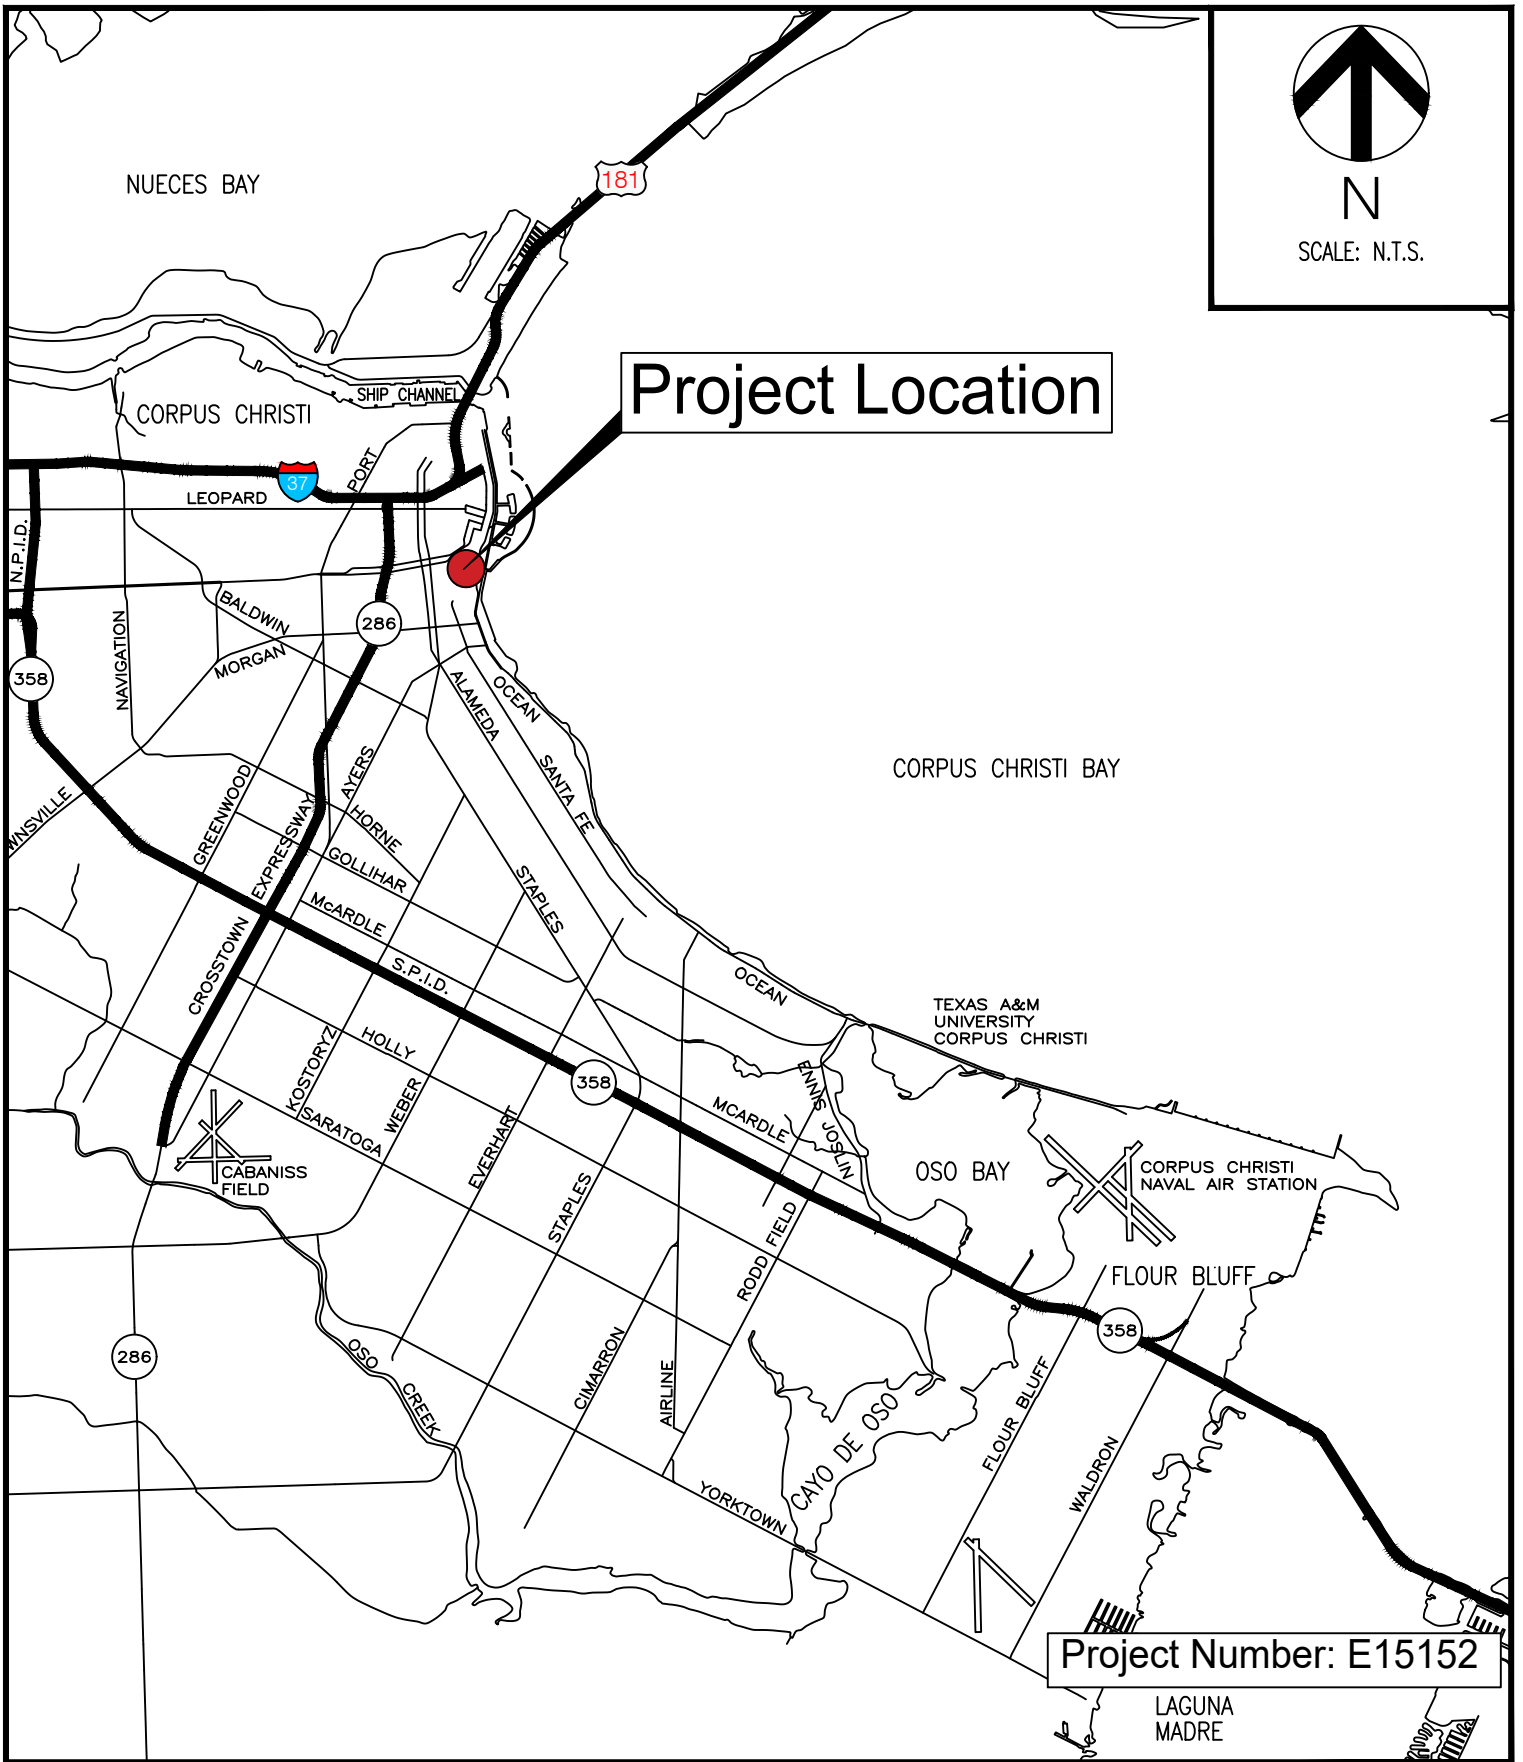 NUECES BAY
181
N
SCALE: N.T.S.
Project Location
SHIP CHANNEL
CORPUS CHRISTI
PORT
37
LEOPARD
N.P.I.D.
BALDWIN
286
NAVIGATION
MORGAN
358
ALAMEDA
OCEAN
SANTA FE
CORPUS CHRISTI BAY
AYERS
GREENWOOD
WNSVILLE
HORNE
GOLLIHAR
CROSSTOWN EXPRESSWAY
McARDLE
STAPLES
S.P.I.D.
OCEAN
TEXAS A&M
UNIVERSITY
CORPUS CHRISTI
HOLLY
KOSTORYZ
358
ENNIS JOSLIN
WEBER
MCARDLE
SARATOGA
EVERHART
CABANISS
FIELD
OSO BAY
CORPUS CHRISTI
NAVAL AIR STATION
STAPLES
RODD FIELD
FLOUR BLUFF
358
286
OSO
CREEK
CIMARRON
AIRLINE
CAYO DE OSO
FLOUR BLUFF
WALDRON
YORKTOWN
Project Number: E15152
LAGUNA
MADRE